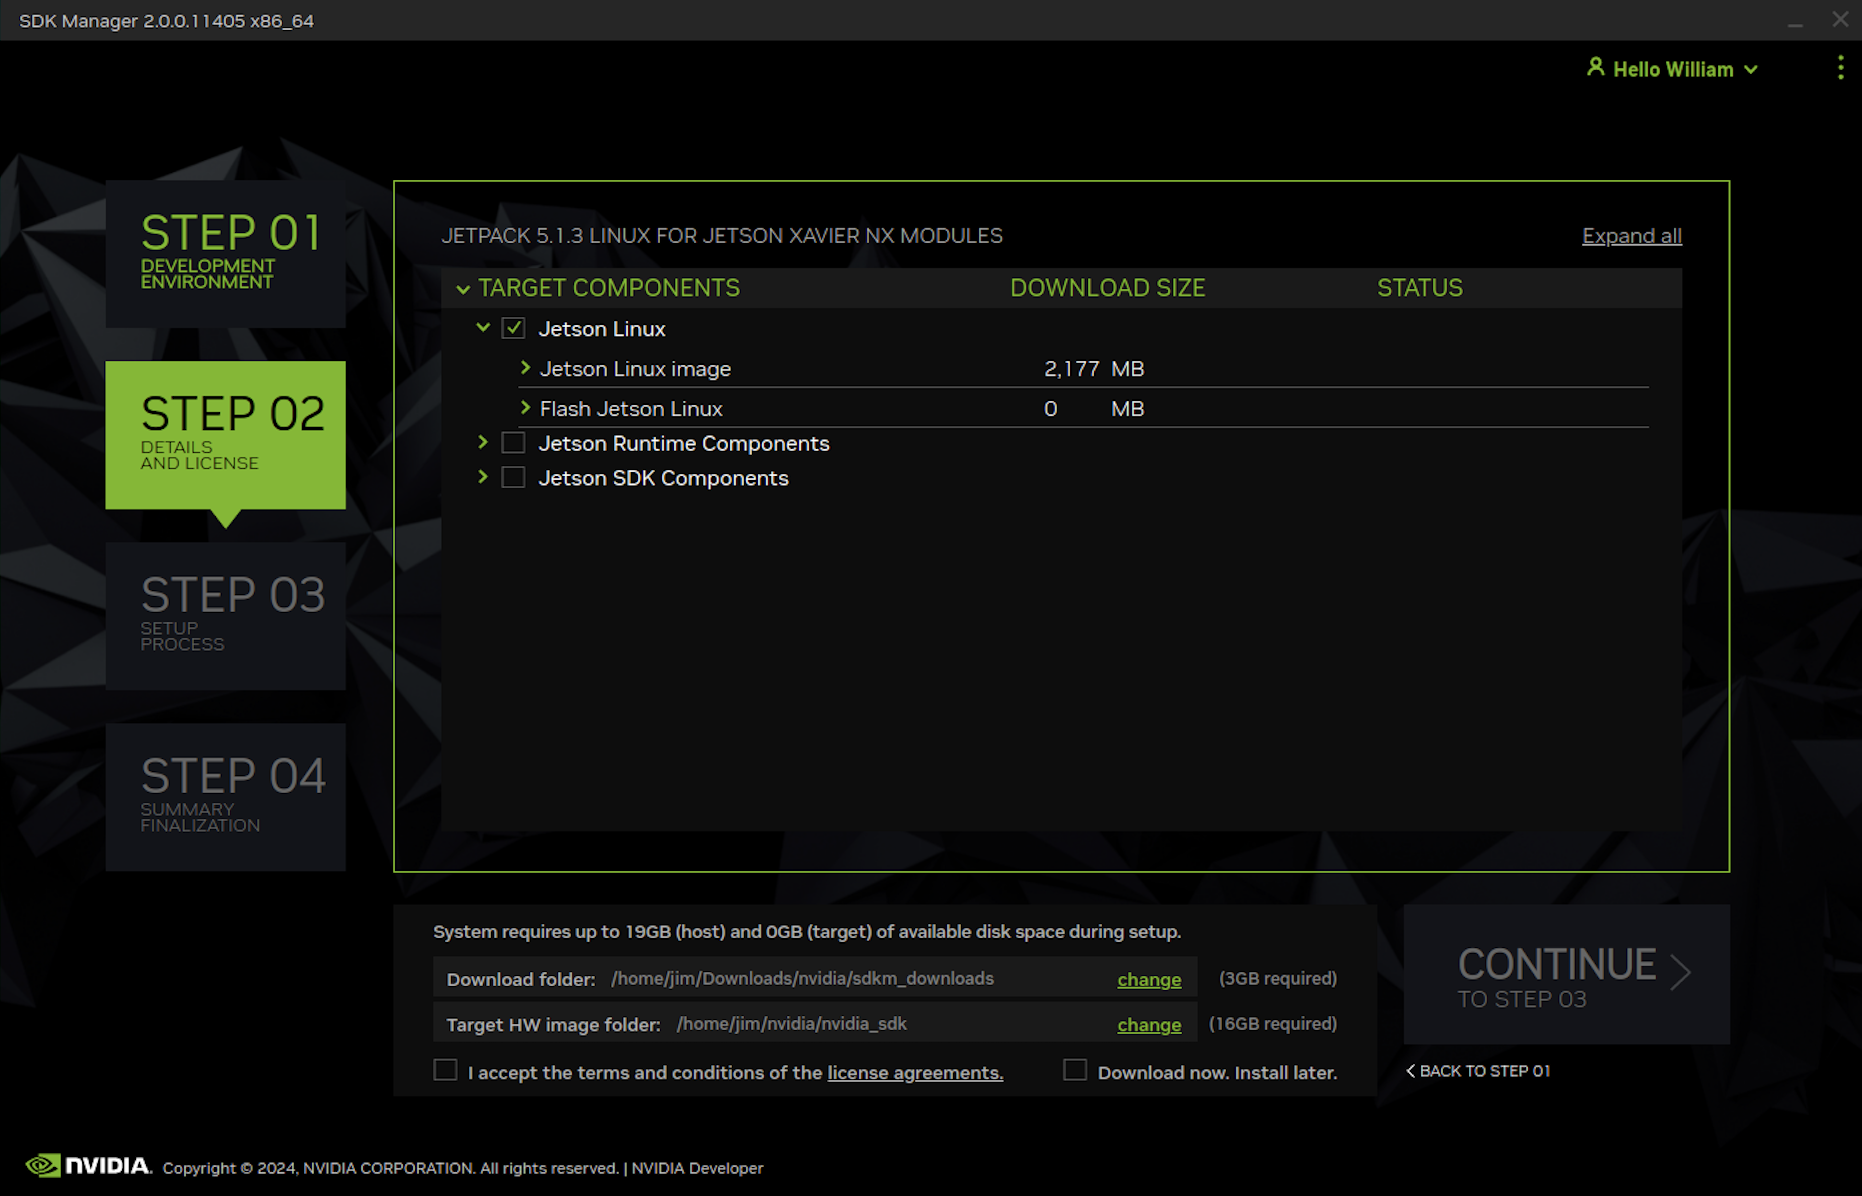 SDK Manager 2.0.0.11405 x86_64
Hello William
STEP 01
DEVELOPMENT
ENVIRONMENT
STEP 02
DETAILS
AND LICENSE
STEP 03
SETUP
PROCESS
STEP 04
SUMMARY
FINALIZATION
JETPACK 5.1.3 LINUX FOR JETSON XAVIER NX MODULES Expand all
TARGET COMPONENTS DOWNLOAD SIZE STATUS
Jetson Linux
Jetson Linux image 2,177 MB
Flash Jetson Linux 0 MB
Jetson Runtime Components
Jetson SDK Components
System requires up to 19GB (host) and 0GB (target) of available disk space during setup.
Download folder: /home/jim/Downloads/nvidia/sdkm_downloads change (3GB required)
Target HW image folder: /home/jim/nvidia/nvidia_sdk change (16GB required)
I accept the terms and conditions of the license agreements. Download now. Install later.
CONTINUE
TO STEP 03
BACK TO STEP 01
NVIDIA. Copyright © 2024, NVIDIA CORPORATION. All rights reserved. | NVIDIA Developer